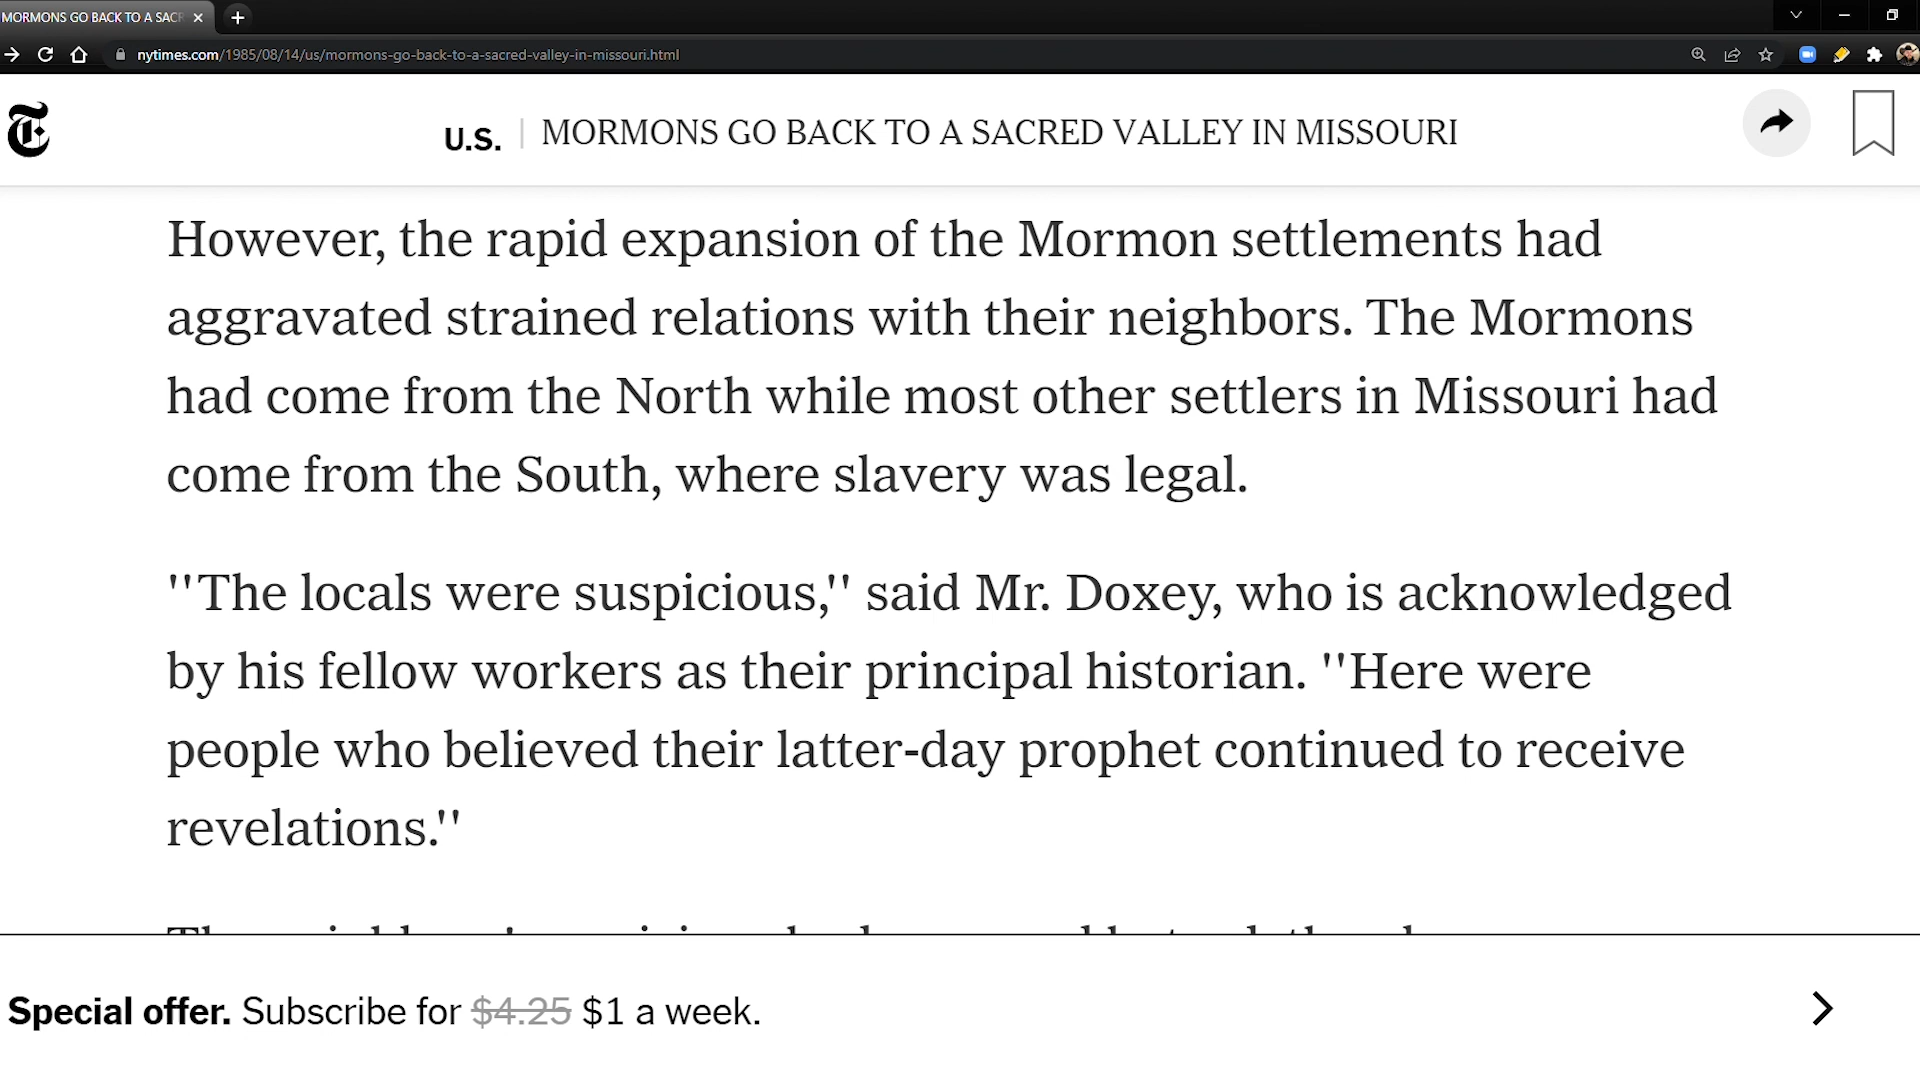 MORMONS GO BACK TO A SACR
nytimes.com/1985/08/14/us/mormons-go-back-to-a-sacred-valley-in-missouri.html
U.S. | MORMONS GO BACK TO A SACRED VALLEY IN MISSOURI
However, the rapid expansion of the Mormon settlements had
aggravated strained relations with their neighbors. The Mormons
had come from the North while most other settlers in Missouri had
come from the South, where slavery was legal.
''The locals were suspicious,'' said Mr. Doxey, who is acknowledged
by his fellow workers as their principal historian. ''Here were
people who believed their latter-day prophet continued to receive
revelations.''
Special offer. Subscribe for $4.25 $1 a week.